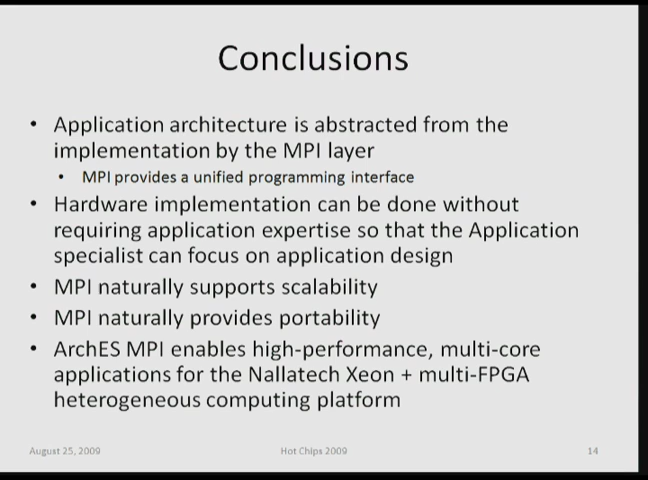 Conclusions
• Application architecture is abstracted from the
implementation by the MPI layer
• MPI provides a unified programming interface
• Hardware implementation can be done without
requiring application expertise so that the Application
specialist can focus on application design
• MPI naturally supports scalability
• MPI naturally provides portability
• ArchES MPI enables high-performance, multi-core
applications for the Nallatech Xeon + multi-FPGA
heterogeneous computing platform
August 25, 2009 Hot Chips 2009 14